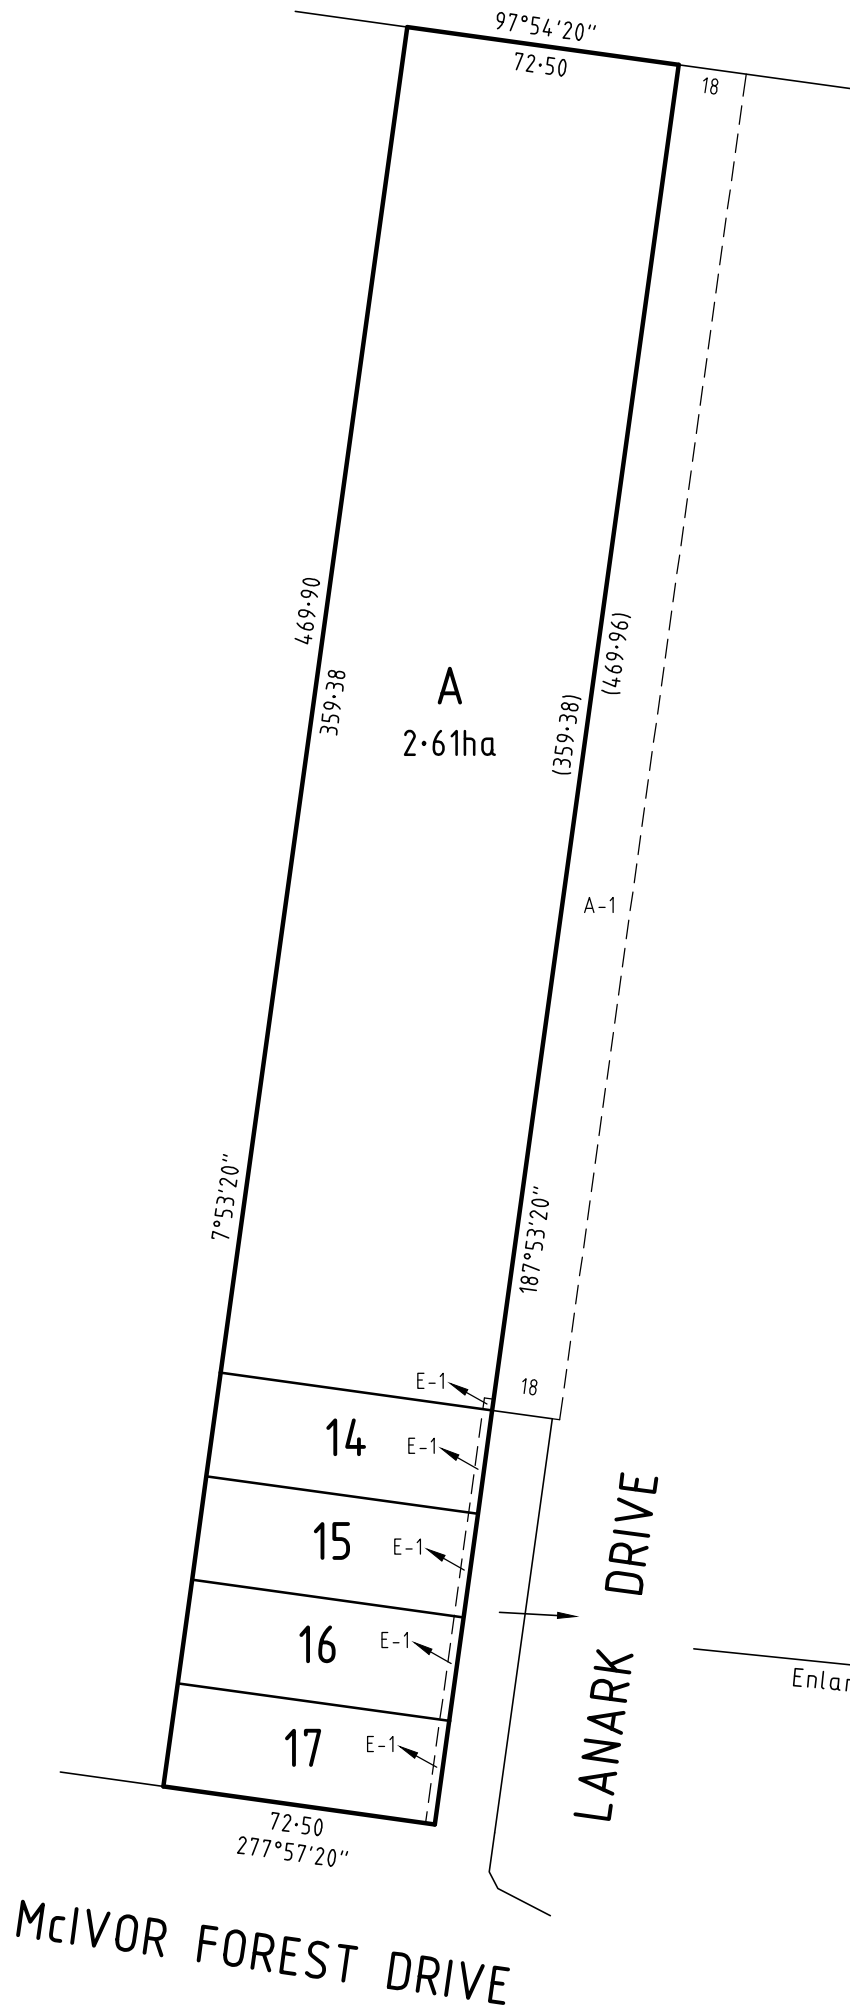 97°54'20"
72·50
18
469·90
359·38
(469·96)
(359·38)
A
2·61ha
A-1
7°53'20"
187°53'20"
E-1
18
14
E-1
15
E-1
16
E-1
17
E-1
LANARK DRIVE
Enlar
72·50
277°57'20"
McIVOR FOREST DRIVE